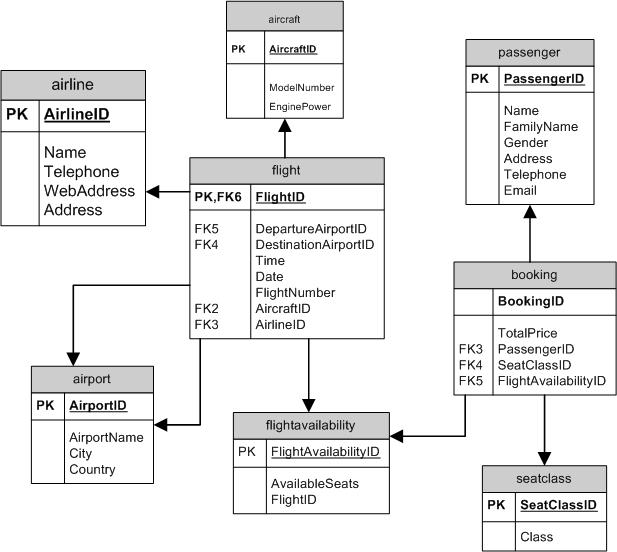 aircraft
PK AircraftID
ModelNumber
EnginePower
airline
PK AirlineID
Name
Telephone
WebAddress
Address
passenger
PK PassengerID
Name
FamilyName
Gender
Address
Telephone
Email
flight
PK,FK6 FlightID
FK5 DepartureAirportID
FK4 DestinationAirportID
Time
Date
FlightNumber
FK2 AircraftID
FK3 AirlineID
booking
BookingID
TotalPrice
FK3 PassengerID
FK4 SeatClassID
FK5 FlightAvailabilityID
airport
PK AirportID
AirportName
City
Country
flightavailability
PK FlightAvailabilityID
AvailableSeats
FlightID
seatclass
PK SeatClassID
Class